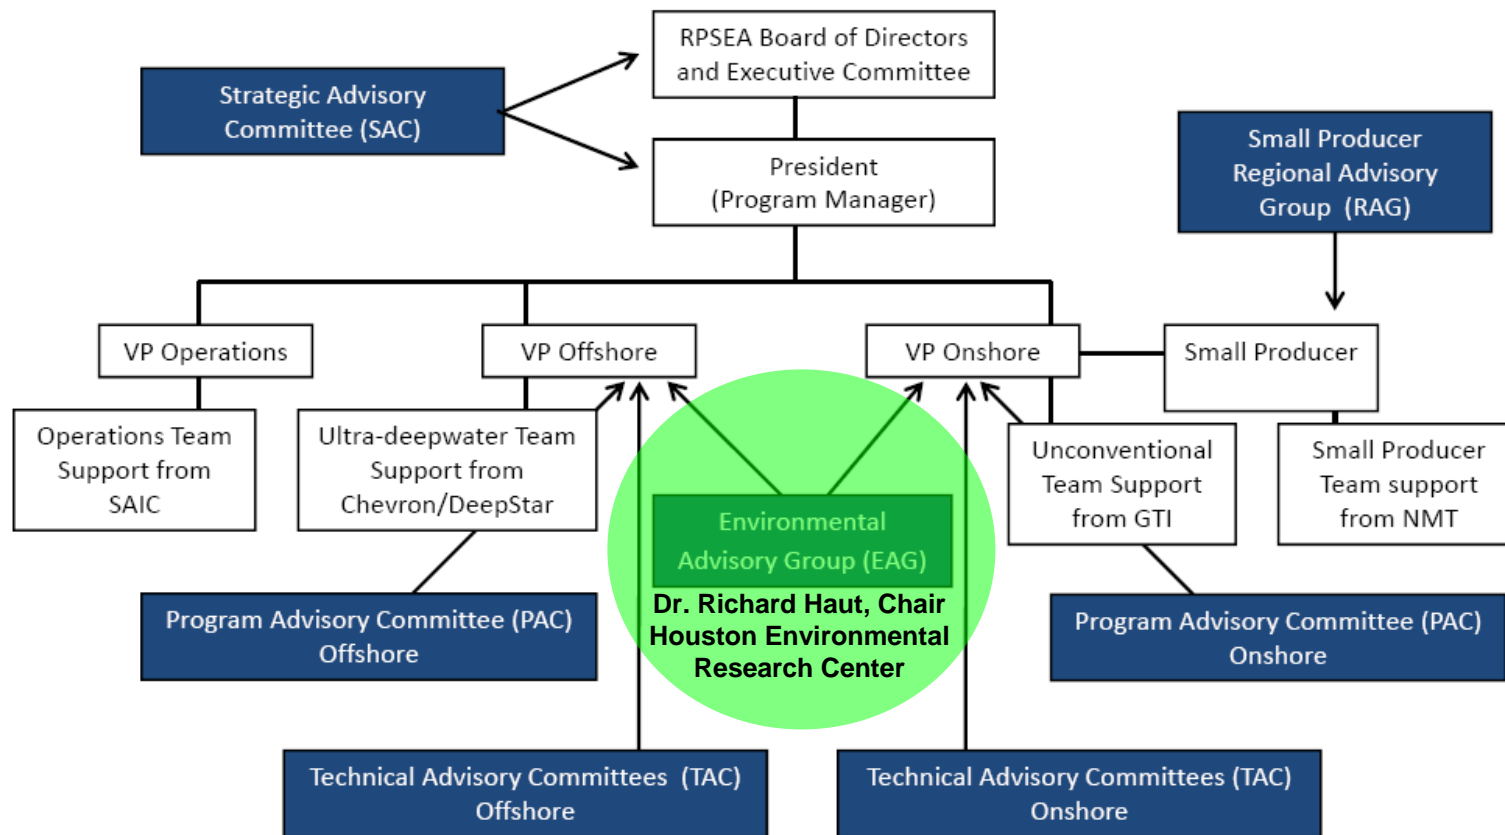 RPSEA Board of Directors
and Executive Committee
Strategic Advisory
Committee (SAC)
President
(Program Manager)
Small Producer
Regional Advisory
Group (RAG)
VP Operations
VP Offshore
VP Onshore
Small Producer
Operations Team
Support from
SAIC
Ultra-deepwater Team
Support from
Chevron/DeepStar
Unconventional
Team Support
from GTI
Small Producer
Team support
from NMT
Environmental
Advisory Group (EAG)
Dr. Richard Haut, Chair
Houston Environmental
Research Center
Program Advisory Committee (PAC)
Offshore
Program Advisory Committee (PAC)
Onshore
Technical Advisory Committees (TAC)
Offshore
Technical Advisory Committees (TAC)
Onshore